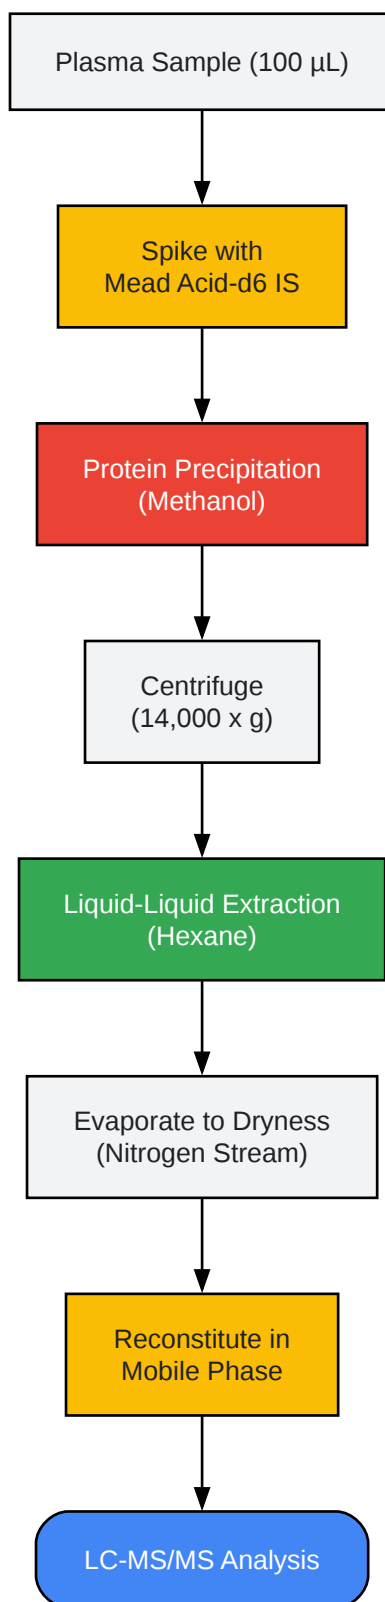 Plasma Sample (100 µL)
Spike with
Mead Acid-d6 IS
Protein Precipitation
(Methanol)
Centrifuge
(14,000 x g)
Liquid-Liquid Extraction
(Hexane)
Evaporate to Dryness
(Nitrogen Stream)
Reconstitute in
Mobile Phase
LC-MS/MS Analysis